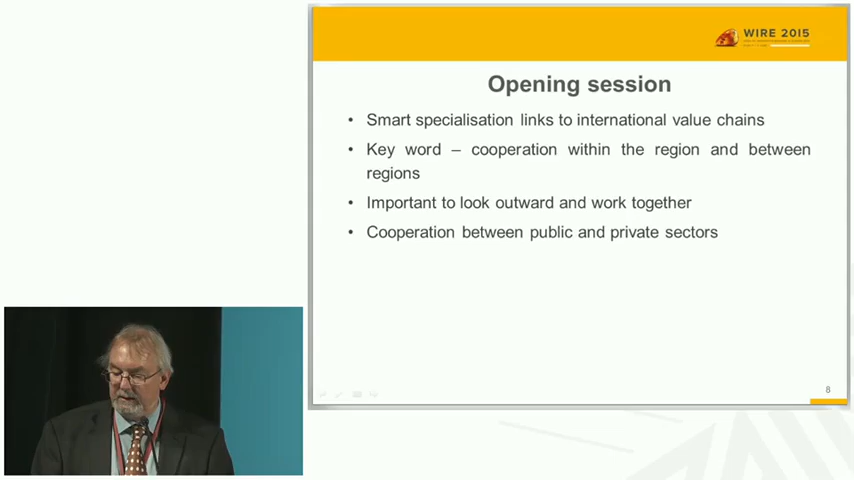 WIRE 2015
Opening session
• Smart specialisation links to international value chains
• Key word – cooperation within the region and between
regions
• Important to look outward and work together
• Cooperation between public and private sectors
8